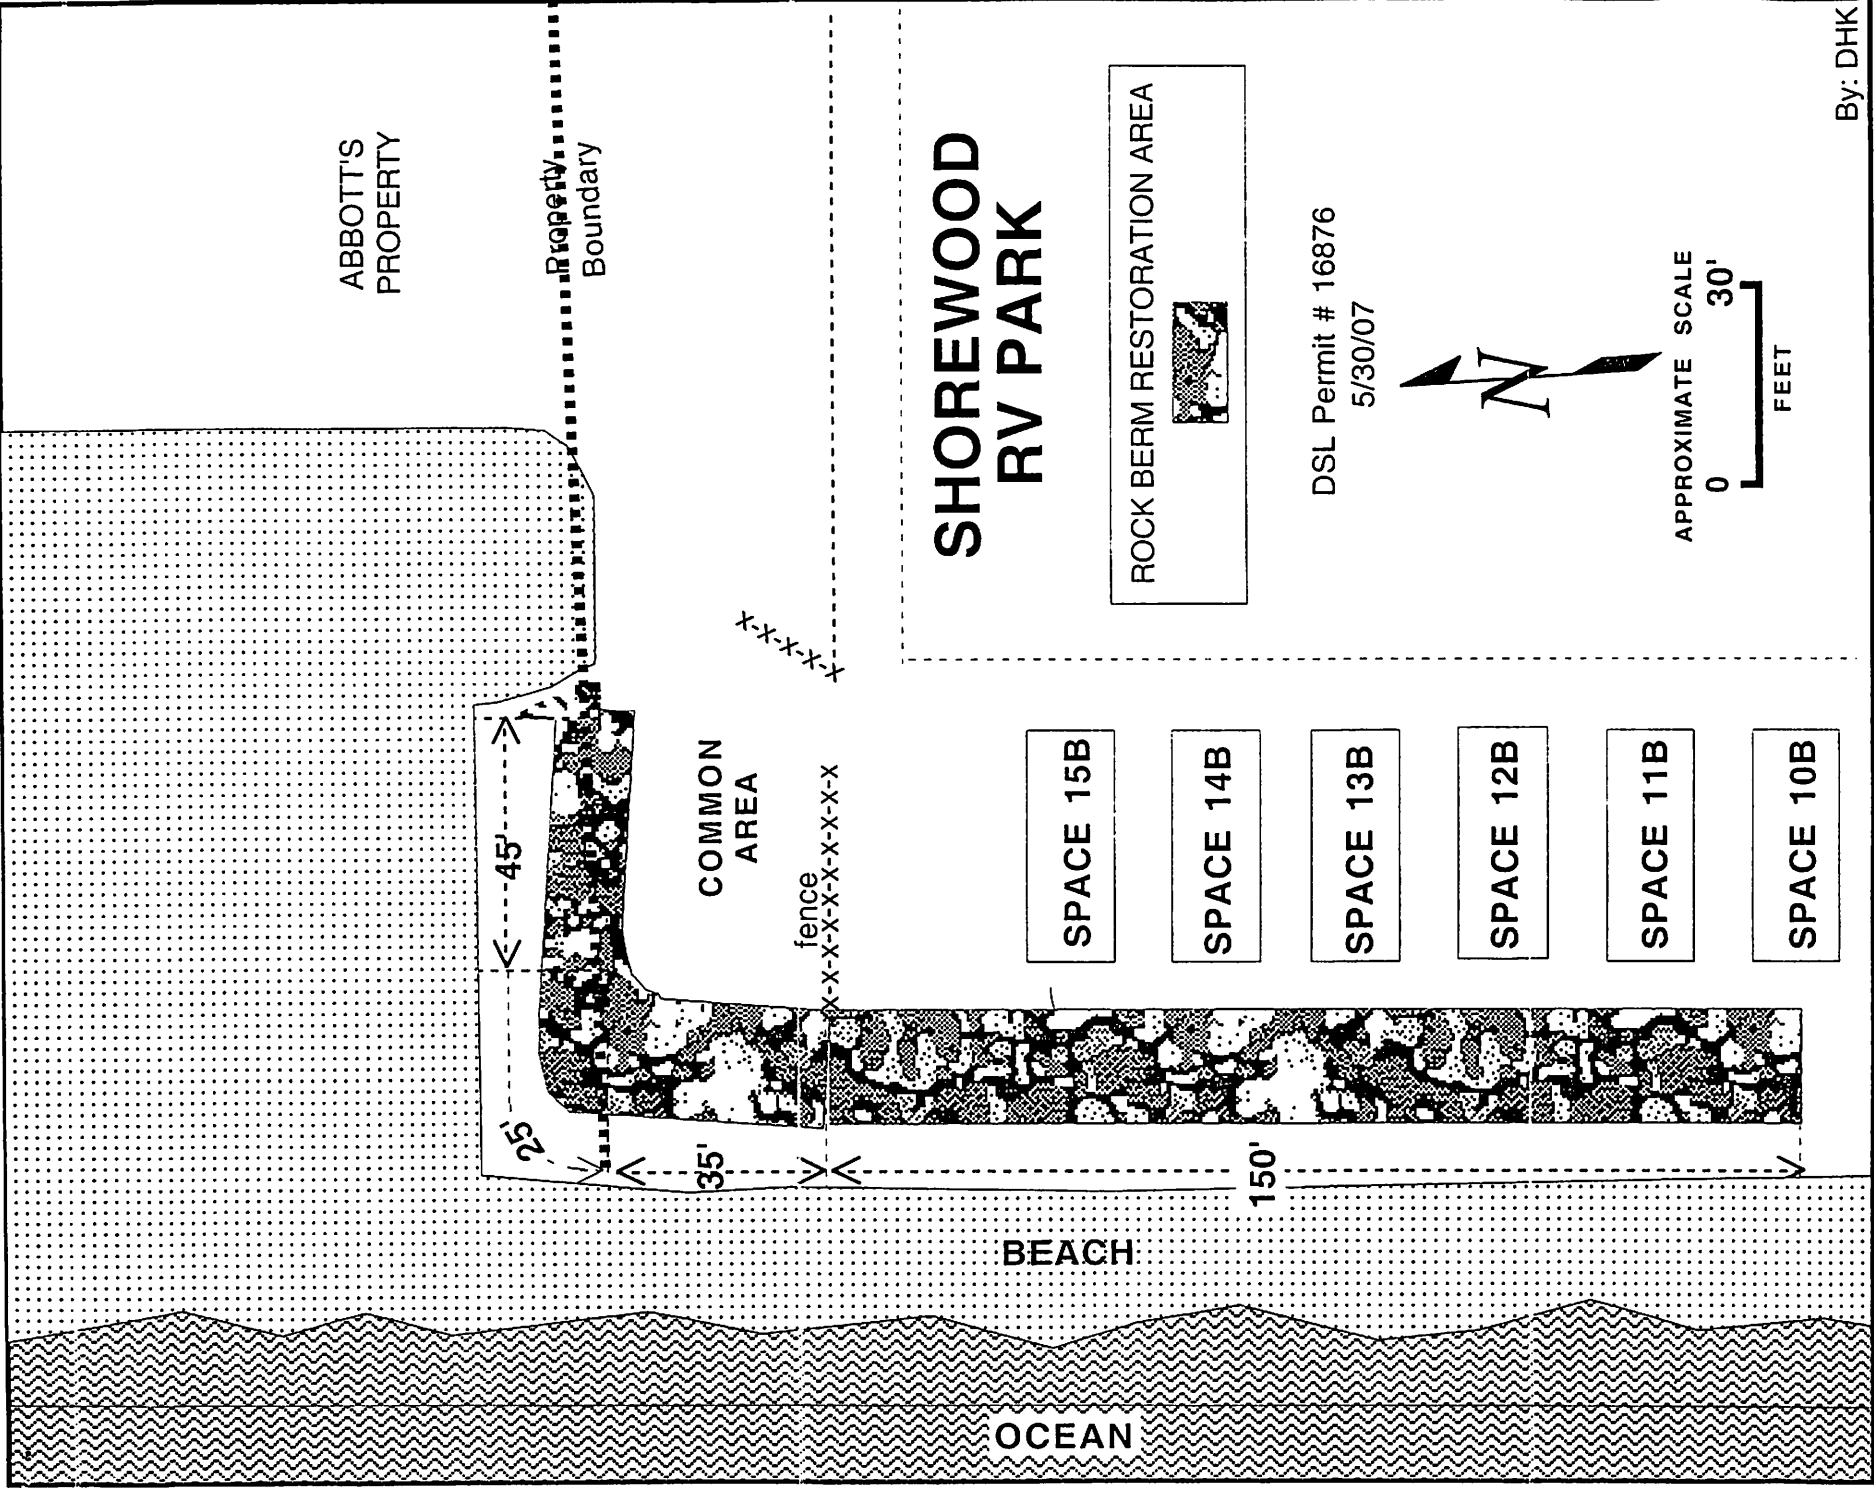 ABBOTT'S
PROPERTY
Property
Boundary
SHOREWOOD
RV PARK
ROCK BERM RESTORATION AREA
DSL Permit # 16876
5/30/07
N
APPROXIMATE SCALE
0 30'
FEET
By: DHK
45'
25'
35'
150'
COMMON
AREA
fence
x-x-x-x-x
x-x-x-x-x-x-x-x-x-x-x
SPACE 15B
SPACE 14B
SPACE 13B
SPACE 12B
SPACE 11B
SPACE 10B
BEACH
OCEAN